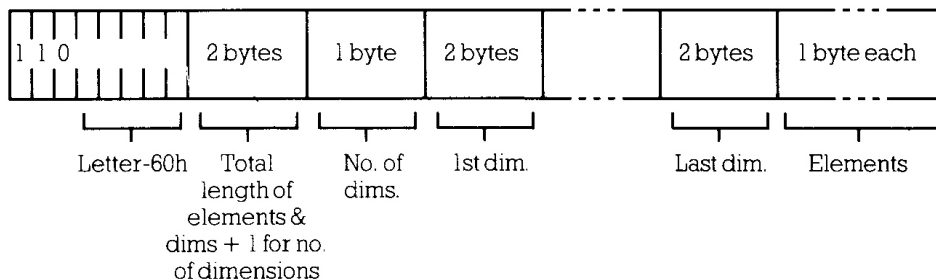 1 1 0
2 bytes
1 byte
2 bytes
2 bytes
1 byte each
Letter-60h
Total
length of
elements &
dims + 1 for no.
of dimensions
No. of
dims.
1st dim.
Last dim.
Elements